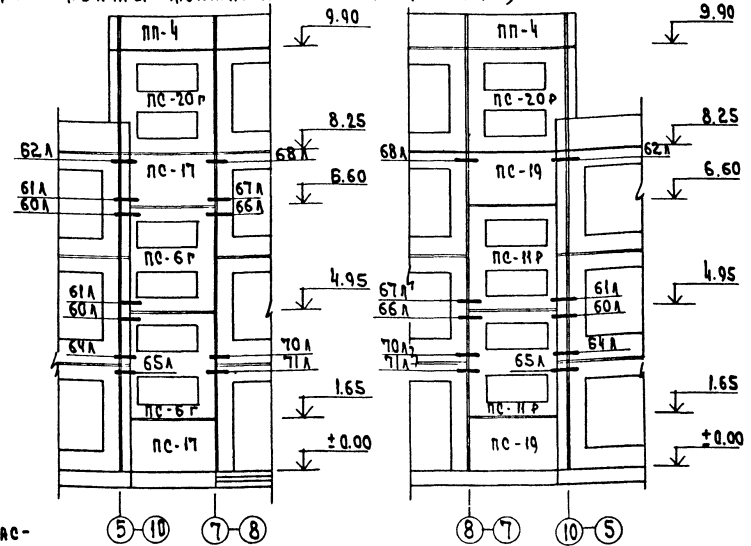 9.90
ПП-4
ПС-20г
8.25
62А
68А
ПС-17
6.60
61А
67А
60А
66А
ПС-6г
4.95
61А
60А
64А
70А
65А
71А
1.65
ПС-6г
ПС-17
±0.00
5-10
7-8
АС-
9.90
ПП-4
ПС-20р
8.25
68А
62А
ПС-19
6.60
ПС-11р
4.95
67А
61А
66А
60А
70А
64А
71А
65А
1.65
ПС-11р
ПС-19
±0.00
8-7
10-5